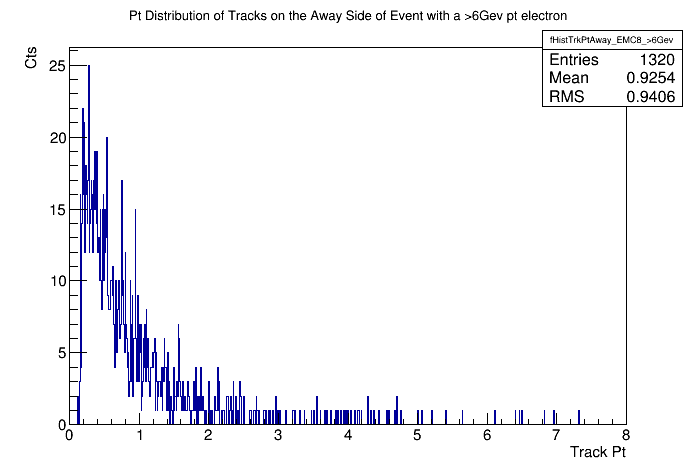 Pt Distribution of Tracks on the Away Side of Event with a >6Gev pt electron
fHistTrkPtAway_EMC8_>6Gev
Entries 1320
Mean 0.9254
RMS 0.9406
Cts
25
20
15
10
5
0
0 1 2 3 4 5 6 7 8
Track Pt